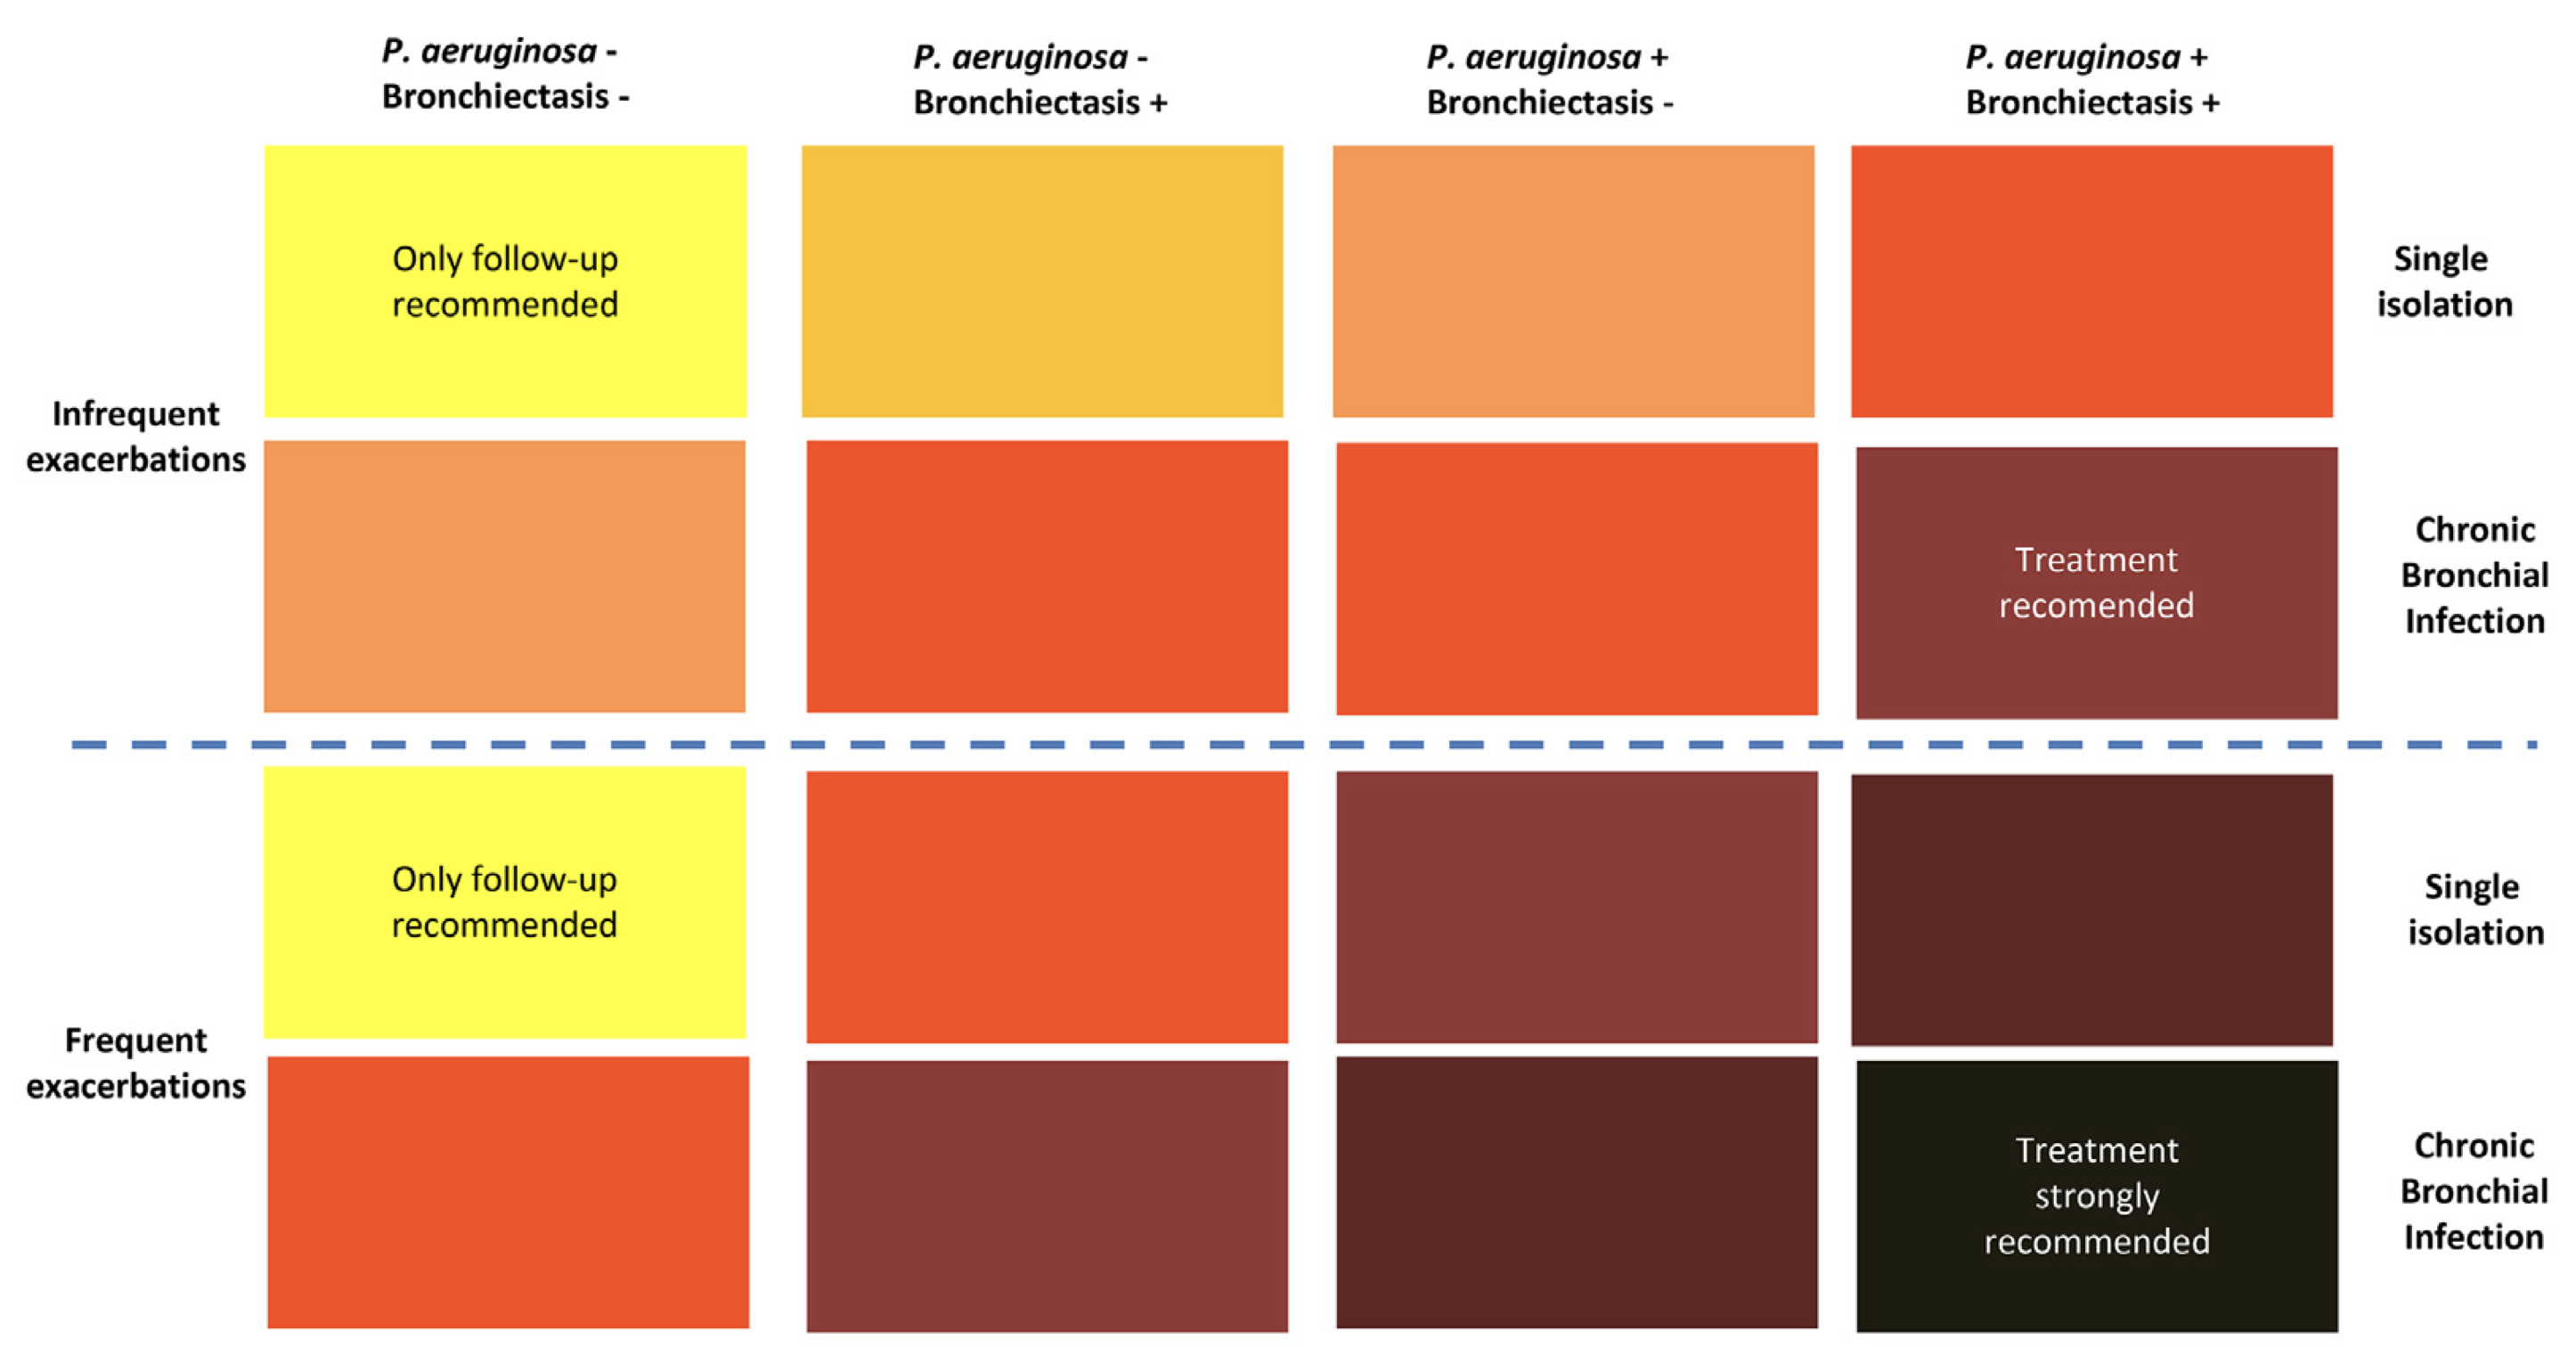 P. aeruginosa -
Bronchiectasis -
P. aeruginosa -
Bronchiectasis +
P. aeruginosa +
Bronchiectasis -
P. aeruginosa +
Bronchiectasis +
Infrequent
exacerbations
Only follow-up
recommended
Single
isolation
Treatment
recomended
Chronic
Bronchial
Infection
Frequent
exacerbations
Only follow-up
recommended
Single
isolation
Treatment
strongly
recommended
Chronic
Bronchial
Infection